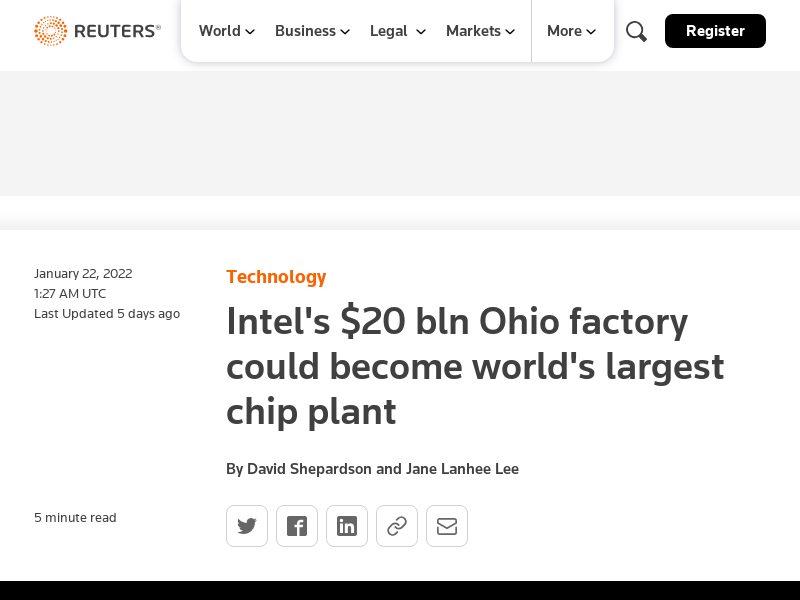 REUTERS®
World
Business
Legal
Markets
More
Register
January 22, 2022
1:27 AM UTC
Last Updated 5 days ago
Technology
Intel's $20 bln Ohio factory
could become world's largest
chip plant
By David Shepardson and Jane Lanhee Lee
5 minute read